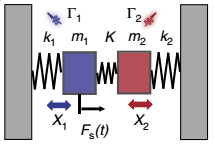 Γ₁ Γ₂
k₁ m₁ K m₂ k₂
X₁ Fₛ(t) X₂